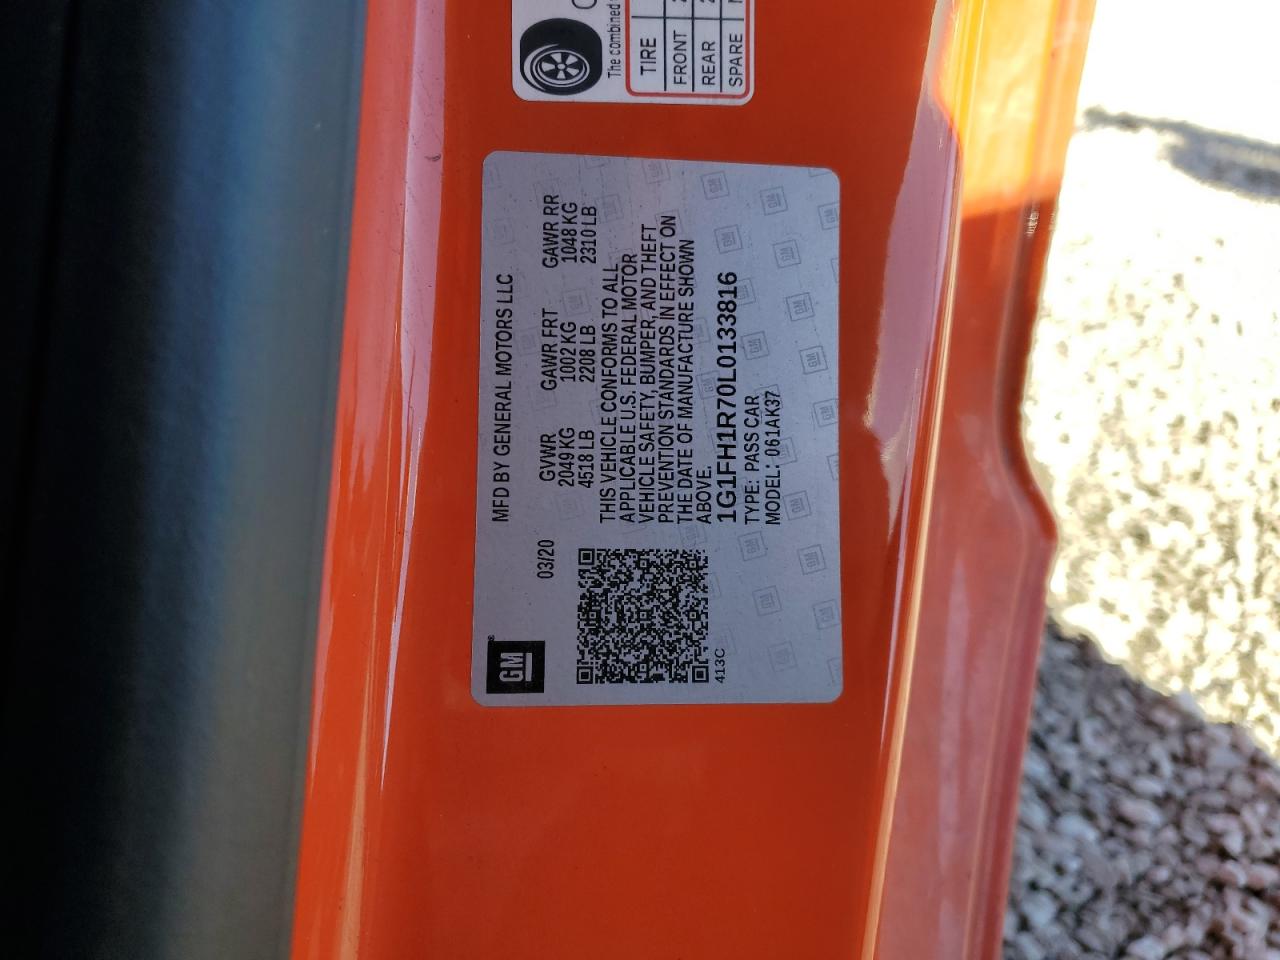 MFD BY GENERAL MOTORS LLC
03/20 GVWR GAWR FRT GAWR RR
2049 KG 1002 KG 1048 KG
4518 LB 2208 LB 2310 LB
THIS VEHICLE CONFORMS TO ALL
APPLICABLE U.S. FEDERAL MOTOR
VEHICLE SAFETY, BUMPER, AND THEFT
PREVENTION STANDARDS IN EFFECT ON
THE DATE OF MANUFACTURE SHOWN
ABOVE.
1G1FH1R70L0133816
TYPE: PASS CAR
MODEL: 061AK37
GM
413C
The combined
TIRE
FRONT
REAR
SPARE